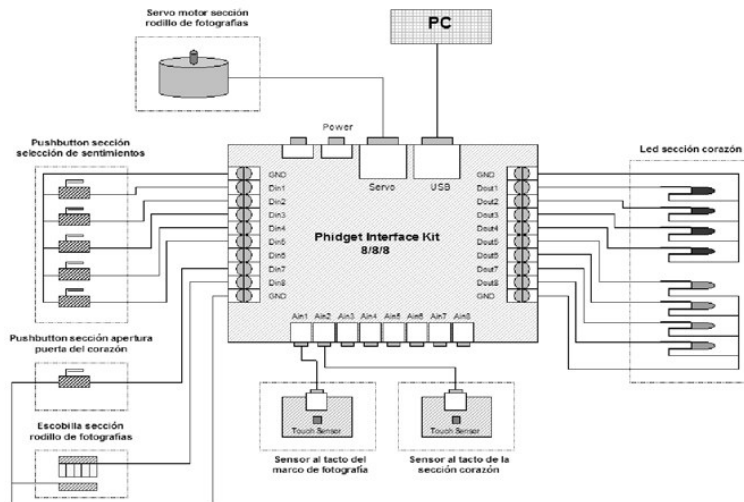 Servo motor sección
rodillo de fotografías
PC
Power
Pushbutton sección
selección de sentimientos
Led sección corazón
Servo
USB
GND
Din1
Din2
Din3
Din4
Din5
Din6
Din7
Din8
GND
Phidget Interface Kit
8/8/8
GND
Dout1
Dout2
Dout3
Dout4
Dout5
Dout6
Dout7
Dout8
GND
Ain1 Ain2 Ain3 Ain4 Ain5 Ain6 Ain7 Ain8
Pushbutton sección apertura
puerta del corazón
Escobilla sección
rodillo de fotografías
Touch Sensor
Touch Sensor
Sensor al tacto del
marco de fotografía
Sensor al tacto de la
sección corazón